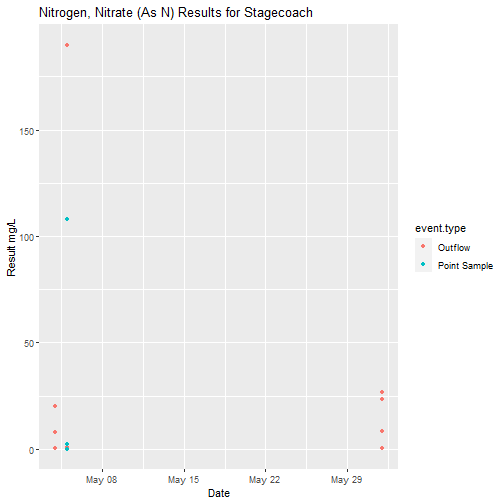 Nitrogen, Nitrate (As N) Results for Stagecoach
Result mg/L
150
100
50
0
May 08
May 15
May 22
May 29
Date
event.type
Outflow
Point Sample